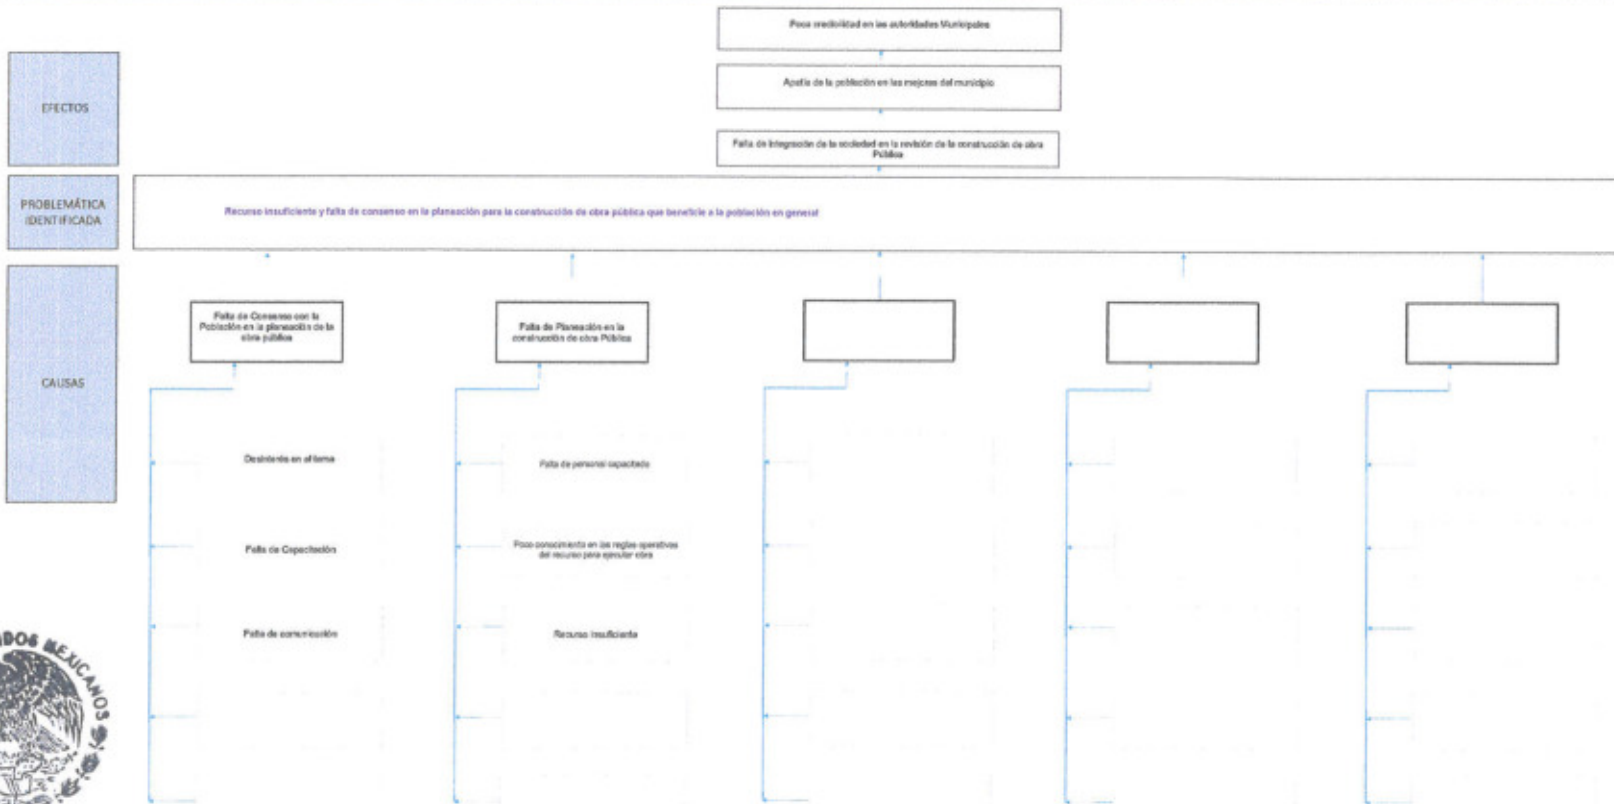 Poca credibilidad en las autoridades Municipales
Apatía de la población en las mejoras del municipio
EFECTOS
Falta de Integración de la sociedad en la revisión de la construcción de obra
Pública
PROBLEMÁTICA
IDENTIFICADA
Recurso insuficiente y falta de consenso en la planeación para la construcción de obra pública que beneficie a la población en general
CAUSAS
Falta de Consenso con la
Población en la planeación de la
obra pública
Falta de Planeación en la
construcción de obra Pública
Desinterés en el tema
Falta de personal capacitado
Falta de Capacitación
Poco conocimiento en las reglas operativas
del recurso para ejecutar obra
Falta de comunicación
Recurso insuficiente
MEXICANOS